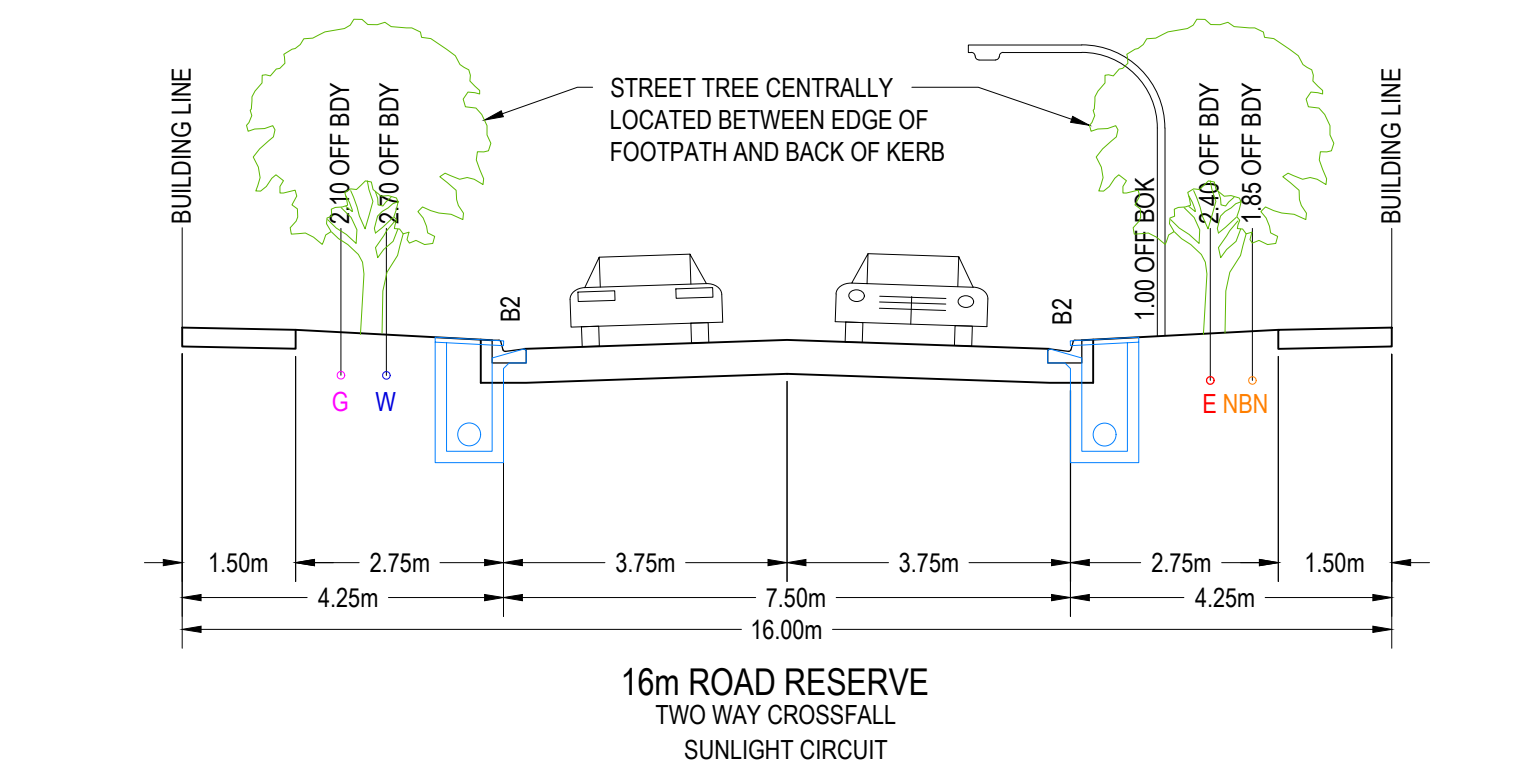 BUILDING LINE
2.10 OFF BDY
2.70 OFF BDY
STREET TREE CENTRALLY
LOCATED BETWEEN EDGE OF
FOOTPATH AND BACK OF KERB
1.00 OFF BOK
2.40 OFF BDY
1.85 OFF BDY
BUILDING LINE
B2
B2
G
W
E
NBN
1.50m
2.75m
3.75m
3.75m
2.75m
1.50m
4.25m
7.50m
4.25m
16.00m
16m ROAD RESERVE
TWO WAY CROSSFALL
SUNLIGHT CIRCUIT